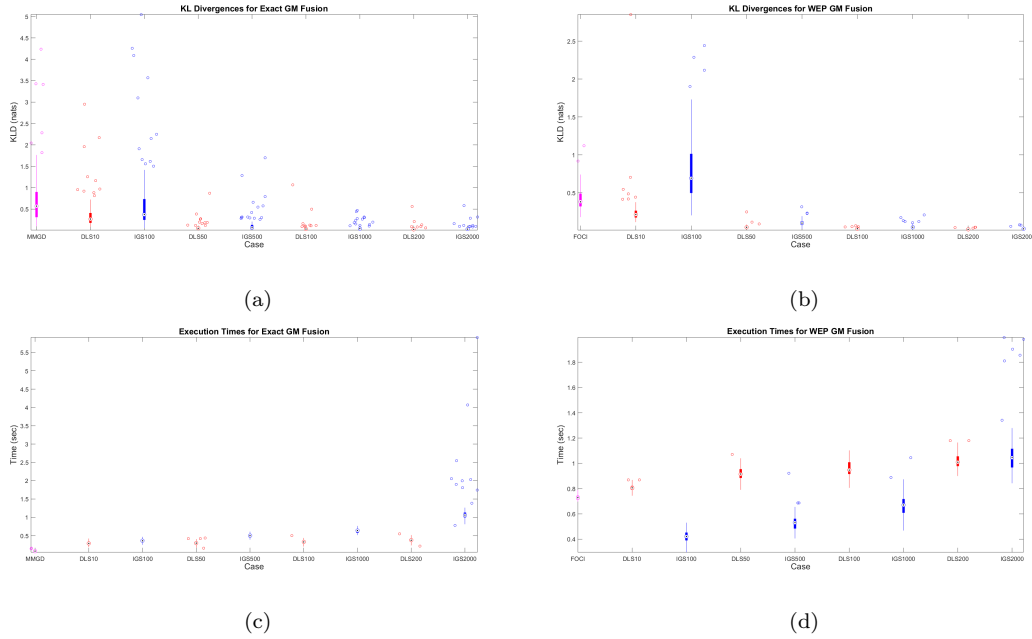 KL Divergences for Exact GM Fusion
5
4.5
4
3.5
3
2.5
2
1.5
1
0.5
KLD (nats)
MMGD DLS10 IGS100 DLS50 IGS500 DLS100 IGS1000 DLS200 IGS2000
Case
(a)
KL Divergences for WEP GM Fusion
2.5
2
1.5
1
0.5
KLD (nats)
FOCI DLS10 IGS100 DLS50 IGS500 DLS100 IGS1000 DLS200 IGS200
Case
(b)
Execution Times for Exact GM Fusion
5.5
5
4.5
4
3.5
3
2.5
2
1.5
1
0.5
Time (sec)
MMGD DLS10 IGS100 DLS50 IGS500 DLS100 IGS1000 DLS200 IGS2000
Case
(c)
Execution Times for WEP GM Fusion
1.8
1.6
1.4
1.2
1
0.8
0.6
0.4
Time (sec)
FOCI DLS10 IGS100 DLS50 IGS500 DLS100 IGS1000 DLS200 IGS2000
Case
(d)